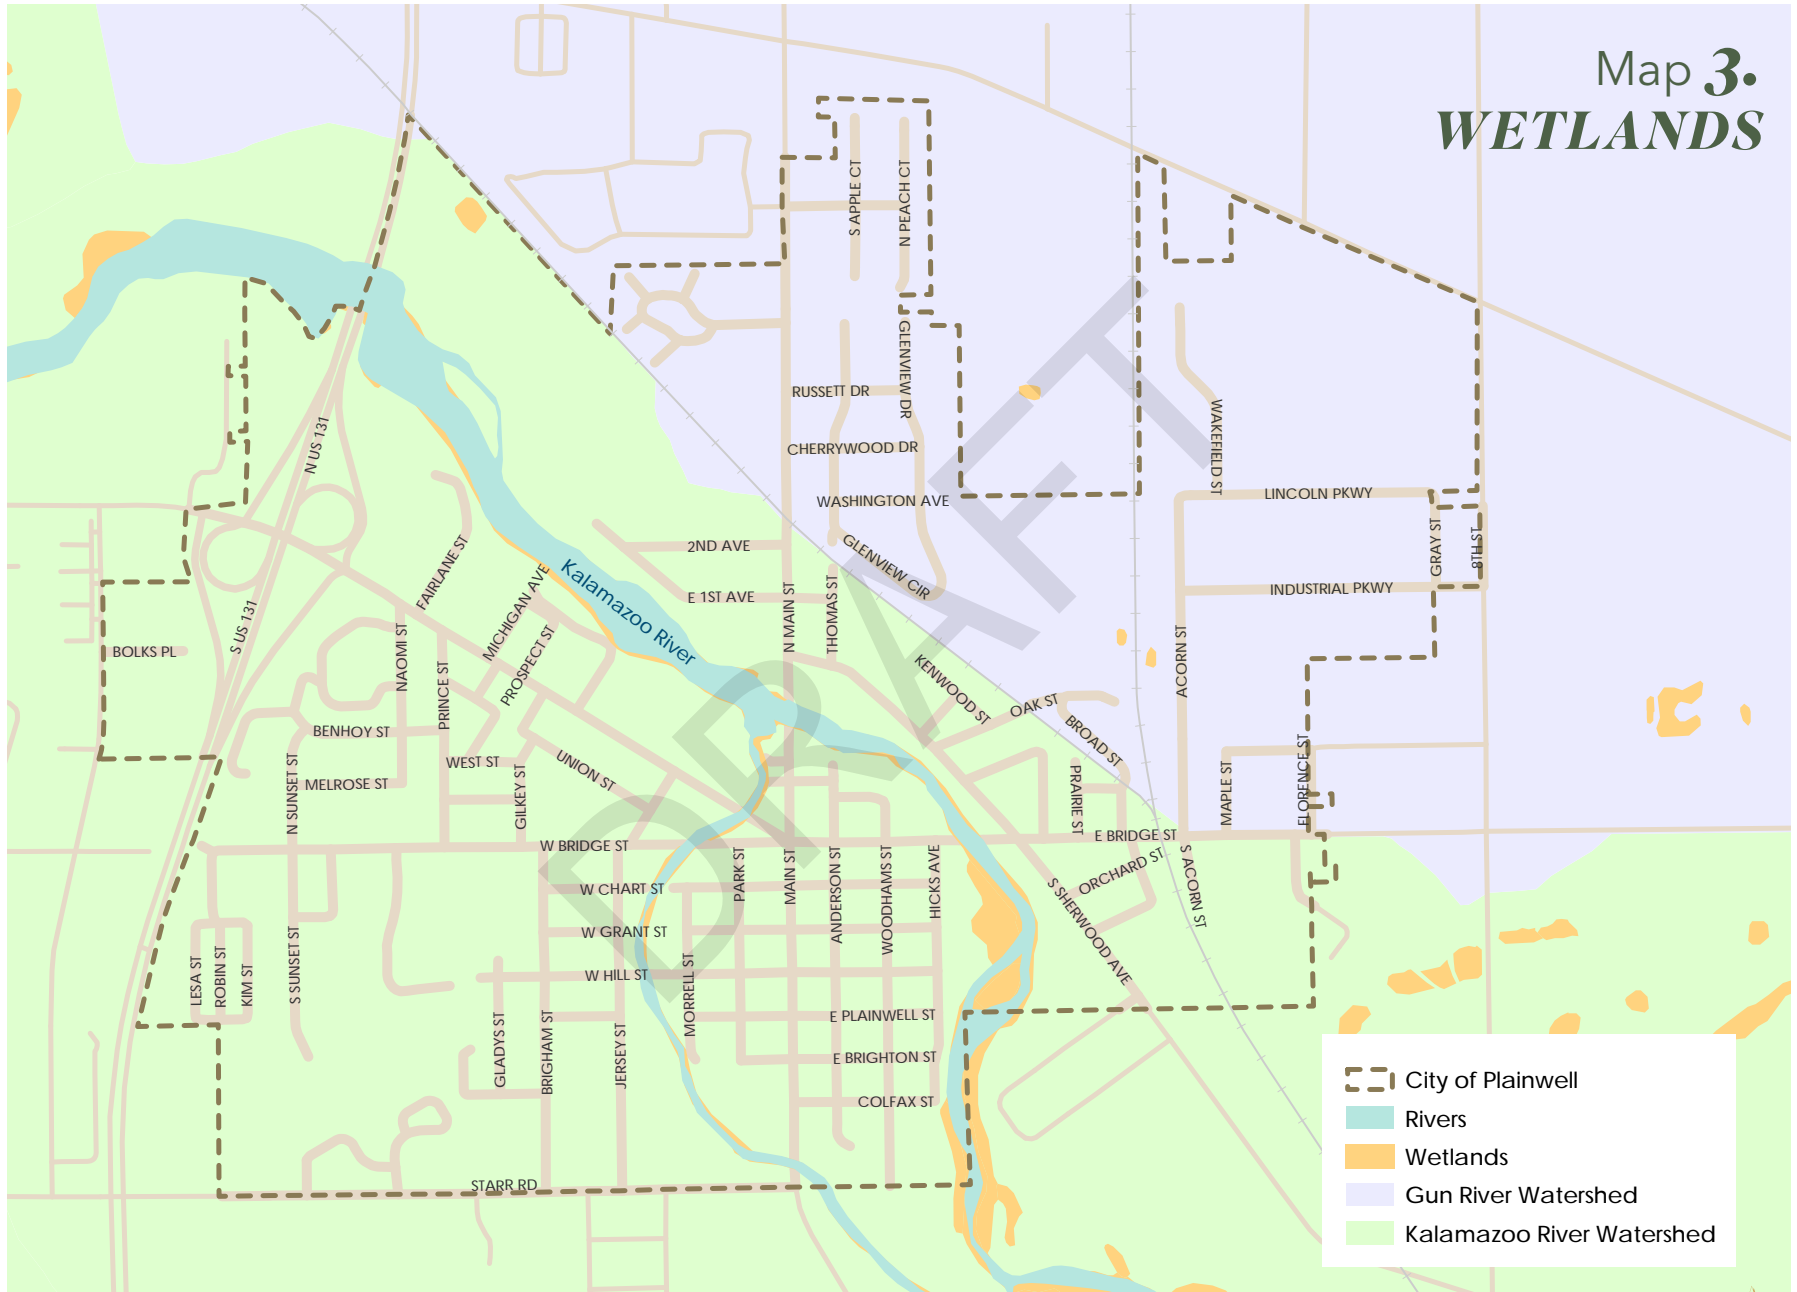 Map 3.
WETLANDS
S APPLE CT
N PEACH CT
GLENVIEW DR
RUSSETT DR
CHERRYWOOD DR
WASHINGTON AVE
GLENVIEW CIR
WAKEFIELD ST
LINCOLN PKWY
GRAY ST
8TH ST
INDUSTRIAL PKWY
N US 131
S US 131
BOLKS PL
FAIRLANE ST
MICHIGAN AVE
PROSPECT ST
NAOMI ST
PRINCE ST
Kalamazoo River
2ND AVE
E 1ST AVE
N MAIN ST
THOMAS ST
KENWOOD ST
OAK ST
BROAD ST
ACORN ST
BENHOY ST
MELROSE ST
N SUNSET ST
WEST ST
GILKEY ST
UNION ST
PRAIRIE ST
MAPLE ST
FLORENCE ST
W BRIDGE ST
E BRIDGE ST
W CHART ST
W GRANT ST
W HILL ST
PARK ST
MAIN ST
ANDERSON ST
WOODHAMS ST
HICKS AVE
ORCHARD ST
S SHERWOOD AVE
S ACORN ST
LESA ST
ROBIN ST
KIM ST
S SUNSET ST
GLADYS ST
BRIGHAM ST
JERSEY ST
MORRELL ST
E PLAINWELL ST
E BRIGHTON ST
COLFAX ST
STARR RD
DRAFT
City of Plainwell
Rivers
Wetlands
Gun River Watershed
Kalamazoo River Watershed